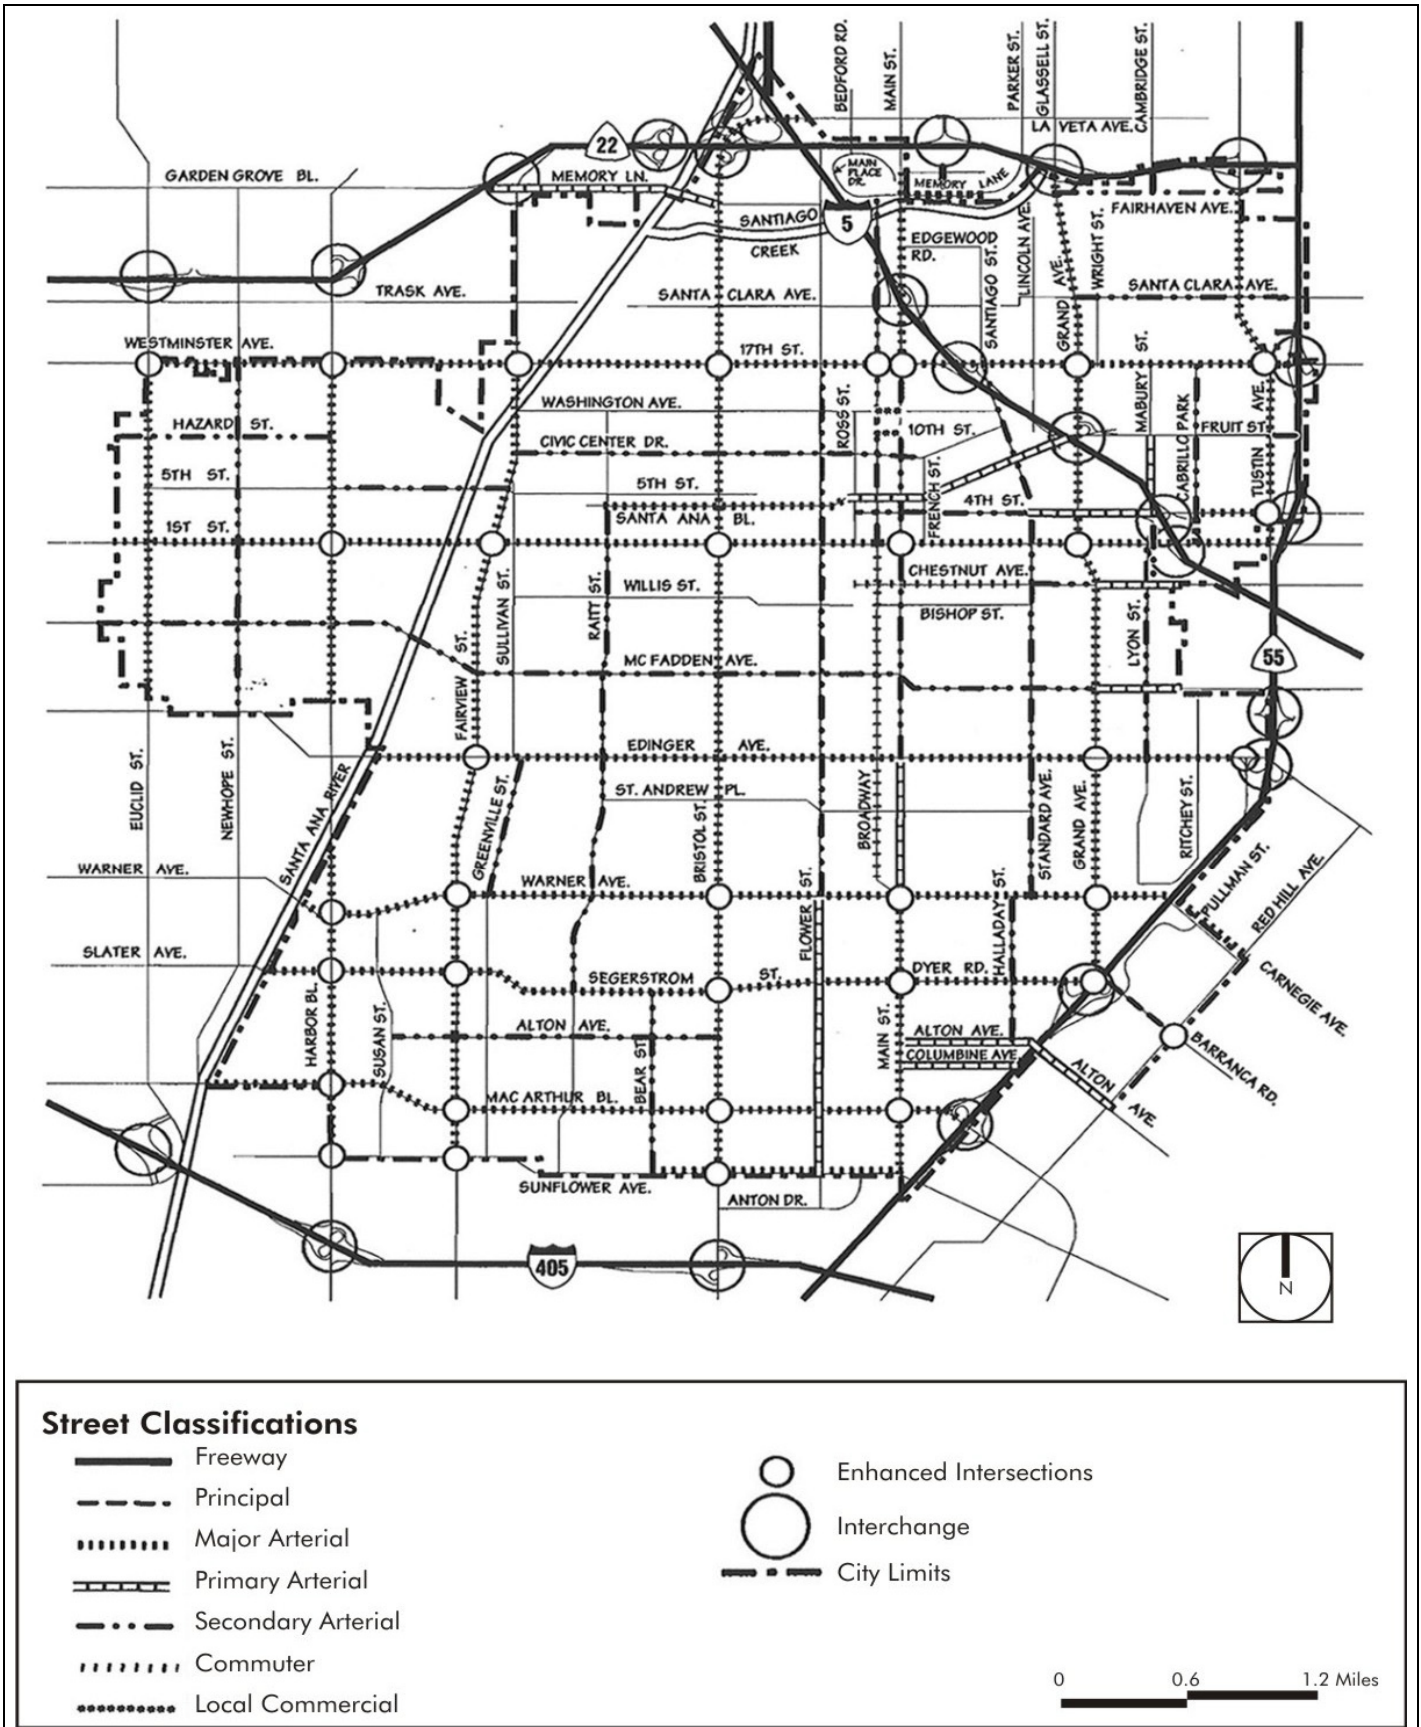 BEDFORD RD.
MAIN ST.
PARKER ST.
GLASSELL ST.
CAMBRIDGE ST.
LA VETA AVE.
22
GARDEN GROVE BL.
MEMORY LN.
MAIN
PLACE
DR.
MEMORY LANE
SANTIAGO
CREEK
5
FAIRHAVEN AVE.
EDGEWOOD
RD.
SANTIAGO ST.
LINCOLN AVE.
GRAND AVE.
WRIGHT ST.
TRASK AVE.
SANTA CLARA AVE.
SANTA CLARA AVE.
WESTMINSTER AVE.
17TH ST.
MABURY ST.
CABRILLO PARK
TUSTIN AVE.
WASHINGTON AVE.
ROSS ST.
HAZARD ST.
CIVIC CENTER DR.
10TH ST.
FRUIT ST.
FRENCH ST.
5TH ST.
5TH ST.
4TH ST.
SANTA ANA BL.
1ST ST.
CHESTNUT AVE.
WILLIS ST.
BISHOP ST.
RAITT ST.
SULLIVAN ST.
FAIRVIEW ST.
LYON ST.
MC FADDEN AVE.
55
EUCLID ST.
NEWHOPE ST.
SANTA ANA RIVER
EDINGER AVE.
ST. ANDREW PL.
GREENVILLE ST.
BRISTOL ST.
BROADWAY
STANDARD AVE.
GRAND AVE.
RITCHEY ST.
PULLMAN ST.
RED HILL AVE.
WARNER AVE.
WARNER AVE.
FLOWER ST.
HALLADAY ST.
SLATER AVE.
SEGERSTROM ST.
DYER RD.
CARNEGIE AVE.
HARBOR BL.
SUSAN ST.
ALTON AVE.
BEAR ST.
MAIN ST.
ALTON AVE.
COLUMBINE AVE.
ALTON AVE.
BARRANCA RD.
MAC ARTHUR BL.
SUNFLOWER AVE.
ANTON DR.
405
N
Street Classifications
Freeway
Principal
Major Arterial
Primary Arterial
Secondary Arterial
Commuter
Local Commercial
Enhanced Intersections
Interchange
City Limits
0 0.6 1.2 Miles